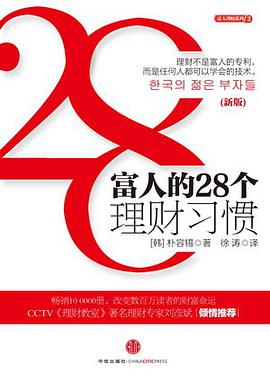 富人理财系列/2
28
理财不是富人的专利,
而是任何人都可以学会的技术。
한국의 젊은 부자들
(新版)
富人的28个
理财习惯
[韩] 朴容锡 ◎ 著 徐 涛 ◎ 译
畅销10 0000册,改变数百万读者的财富命运
CCTV《理财教室》著名理财专家刘彦斌 倾情推荐
中信出版社·CHINA CITIC PRESS